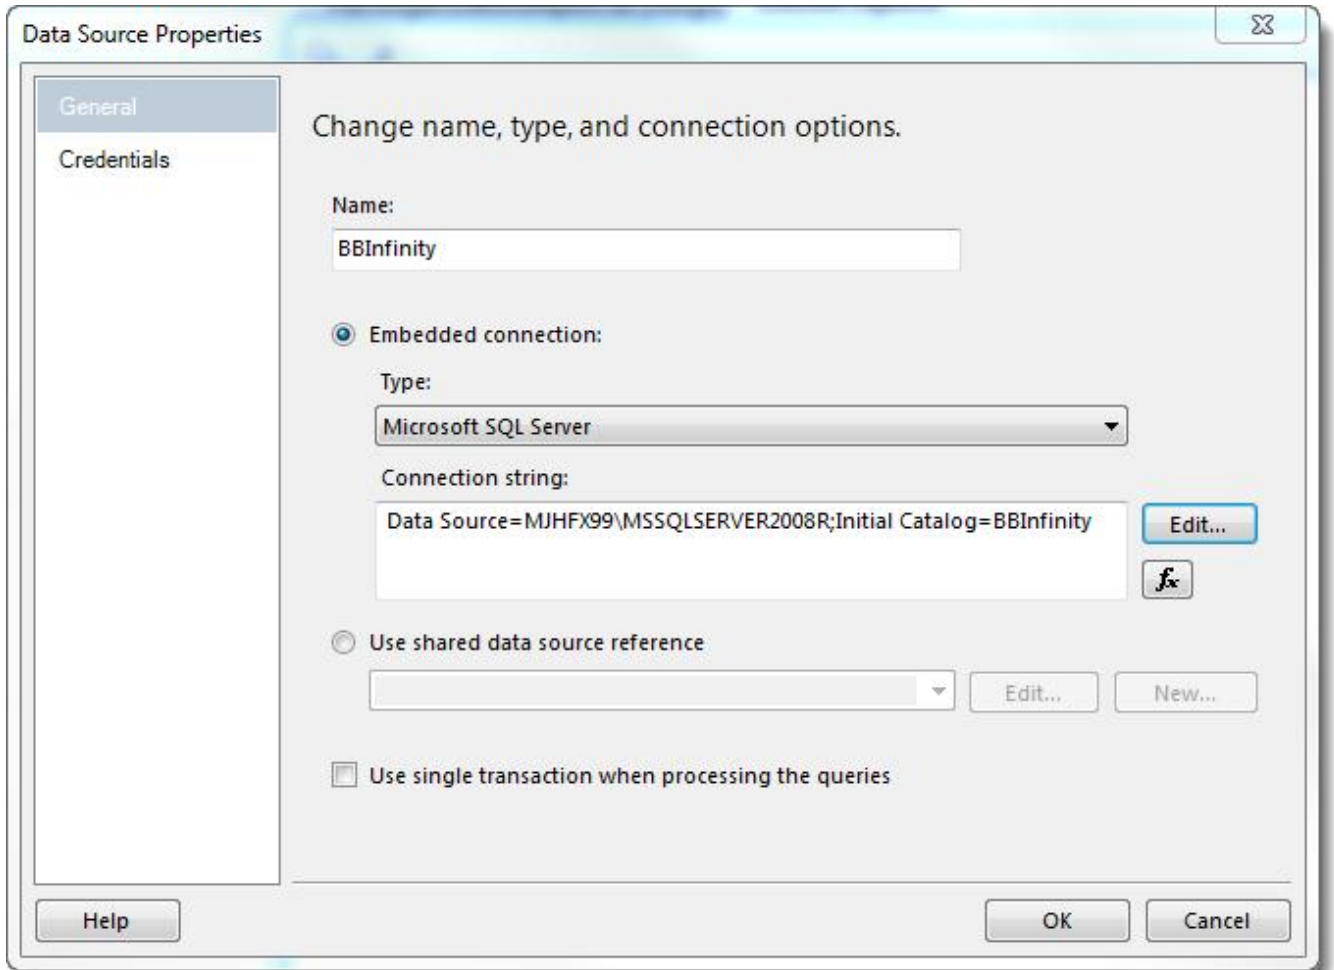 Data Source Properties
General
Credentials
Change name, type, and connection options.
Name:
BBInfinity
Embedded connection:
Type:
Microsoft SQL Server
Connection string:
Data Source=MJHFX99\MSSQLSERVER2008R;Initial Catalog=BBInfinity
Edit...
fx
Use shared data source reference
Edit...
New...
Use single transaction when processing the queries
Help
OK
Cancel